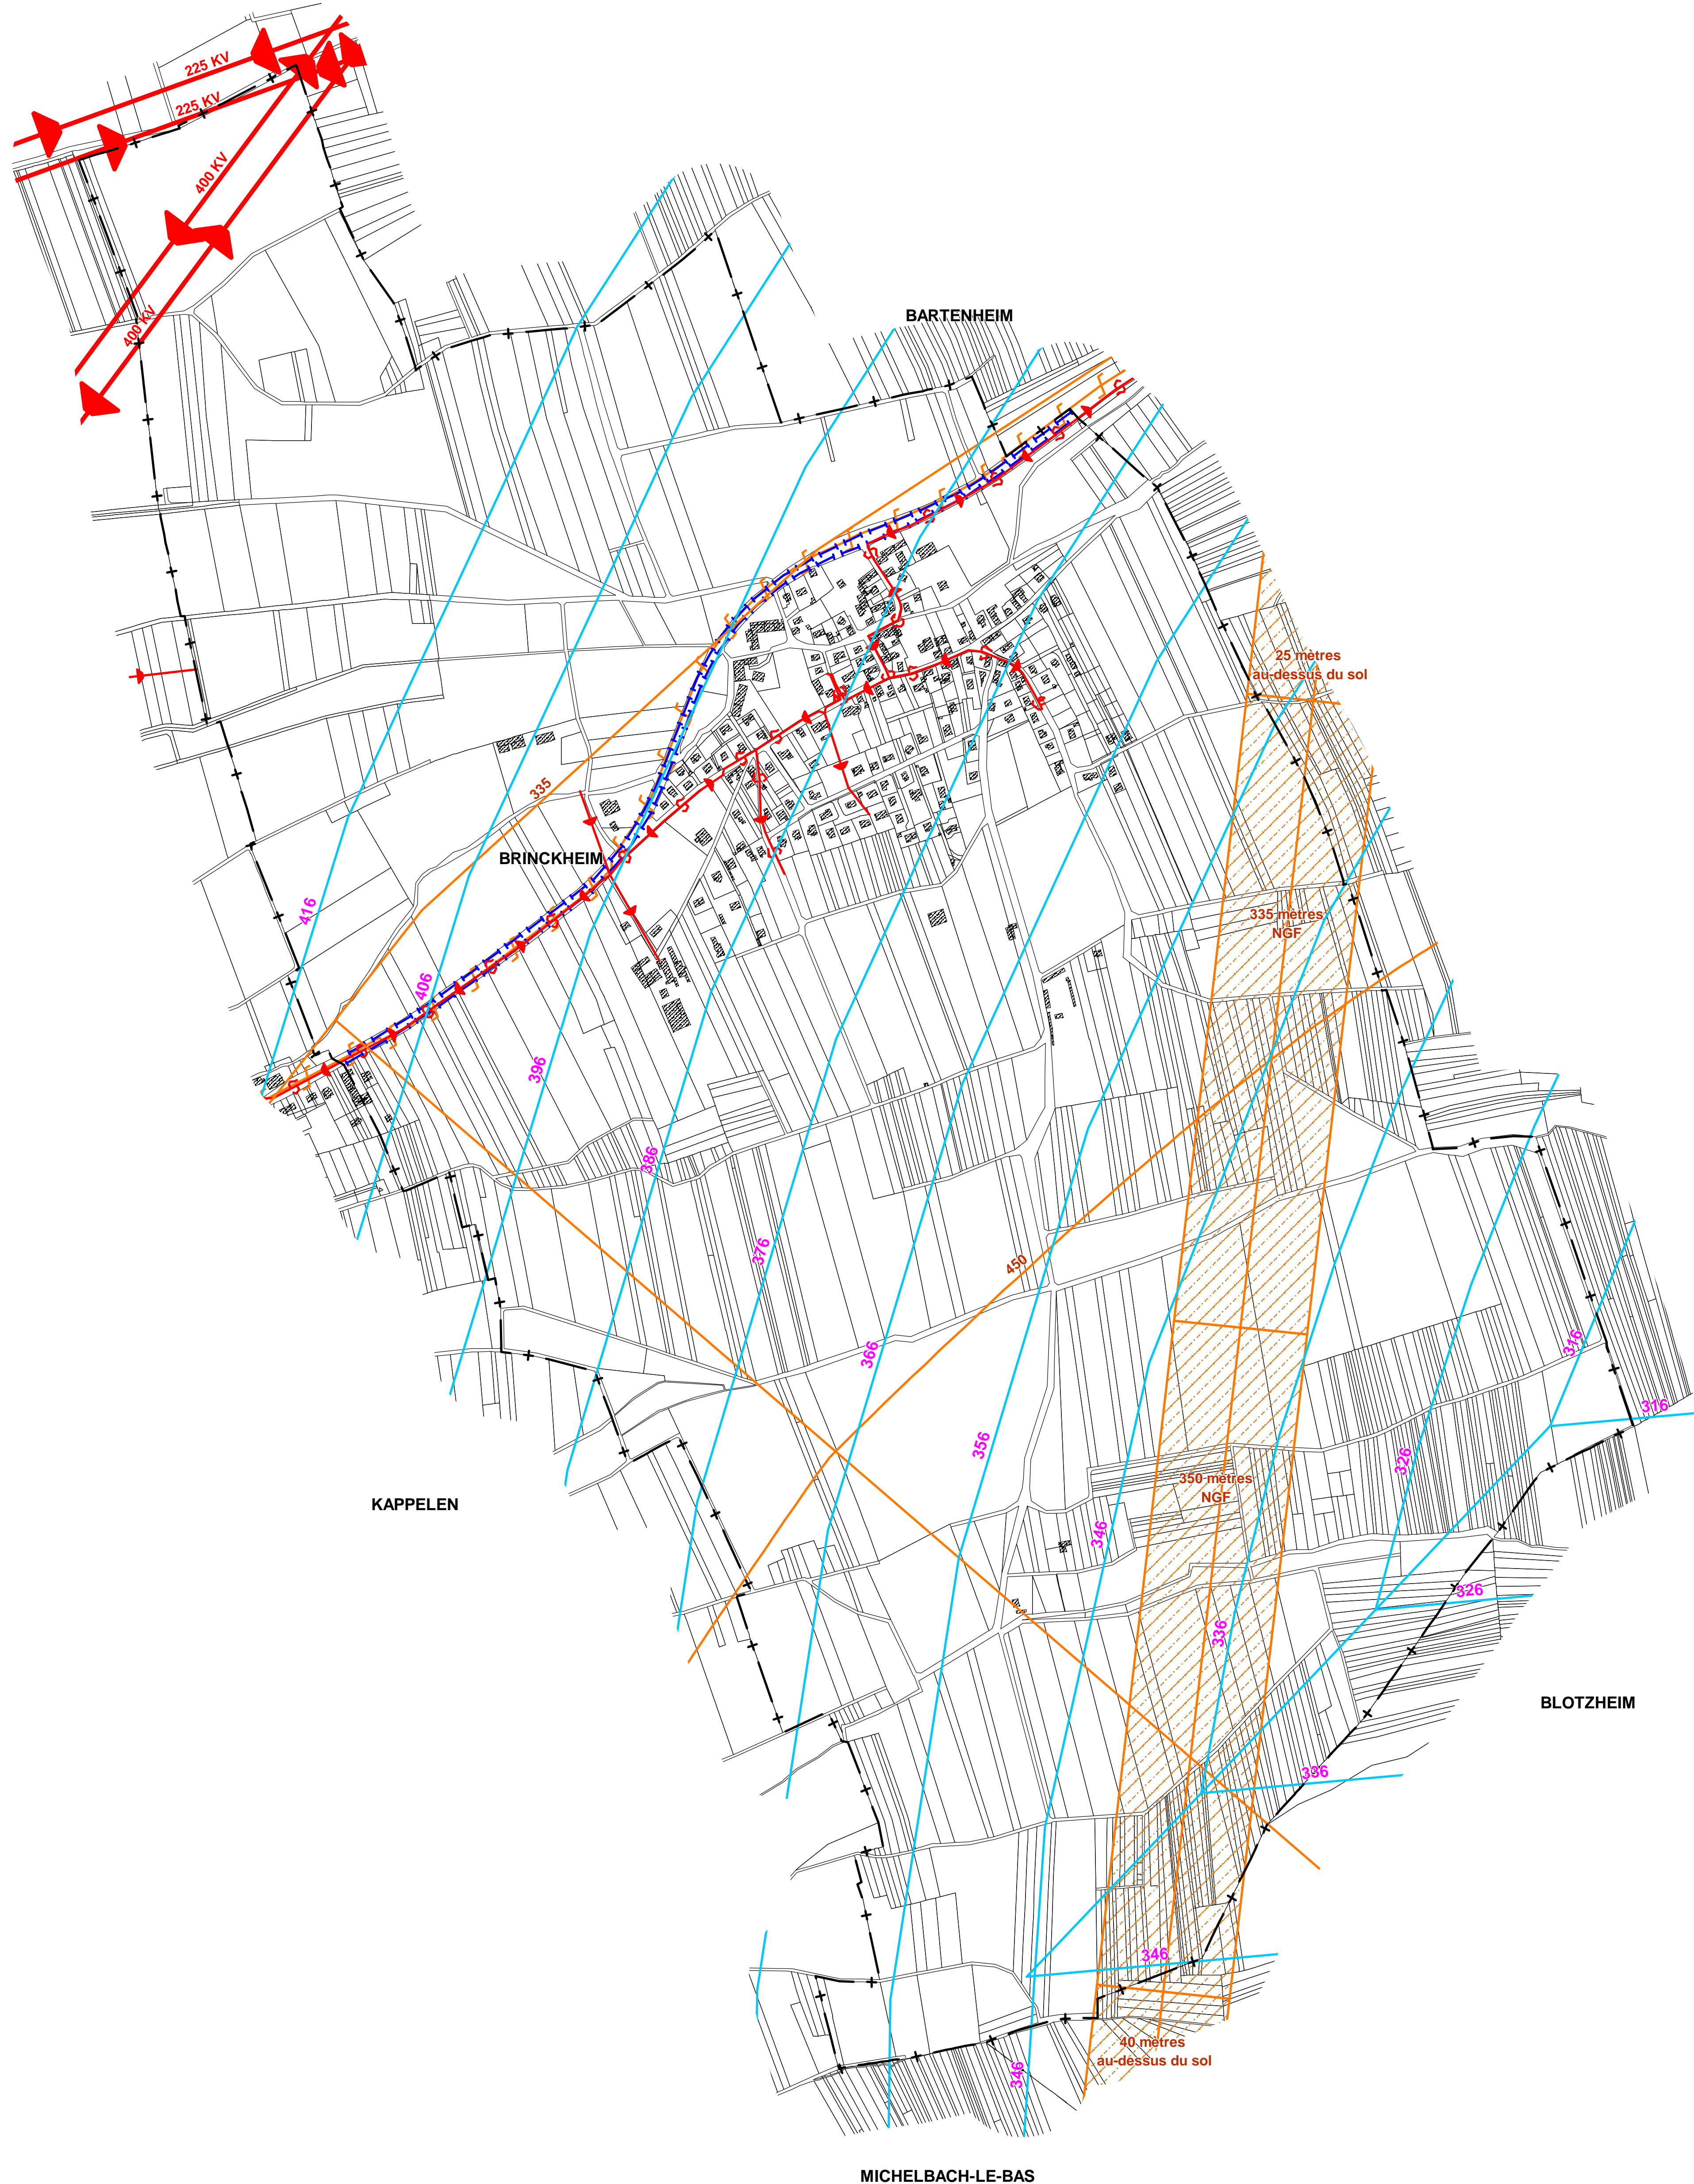 225 KV
225 KV
400 KV
400 KV
BARTENHEIM
25 mètres
au-dessus du sol
335
BRINCKHEIM
416
335 mètres
NGF
406
396
386
376
450
366
316
316
356
326
KAPPELEN
350 mètres
NGF
346
326
336
BLOTZHEIM
336
346
40 mètres
au-dessus du sol
346
MICHELBACH-LE-BAS